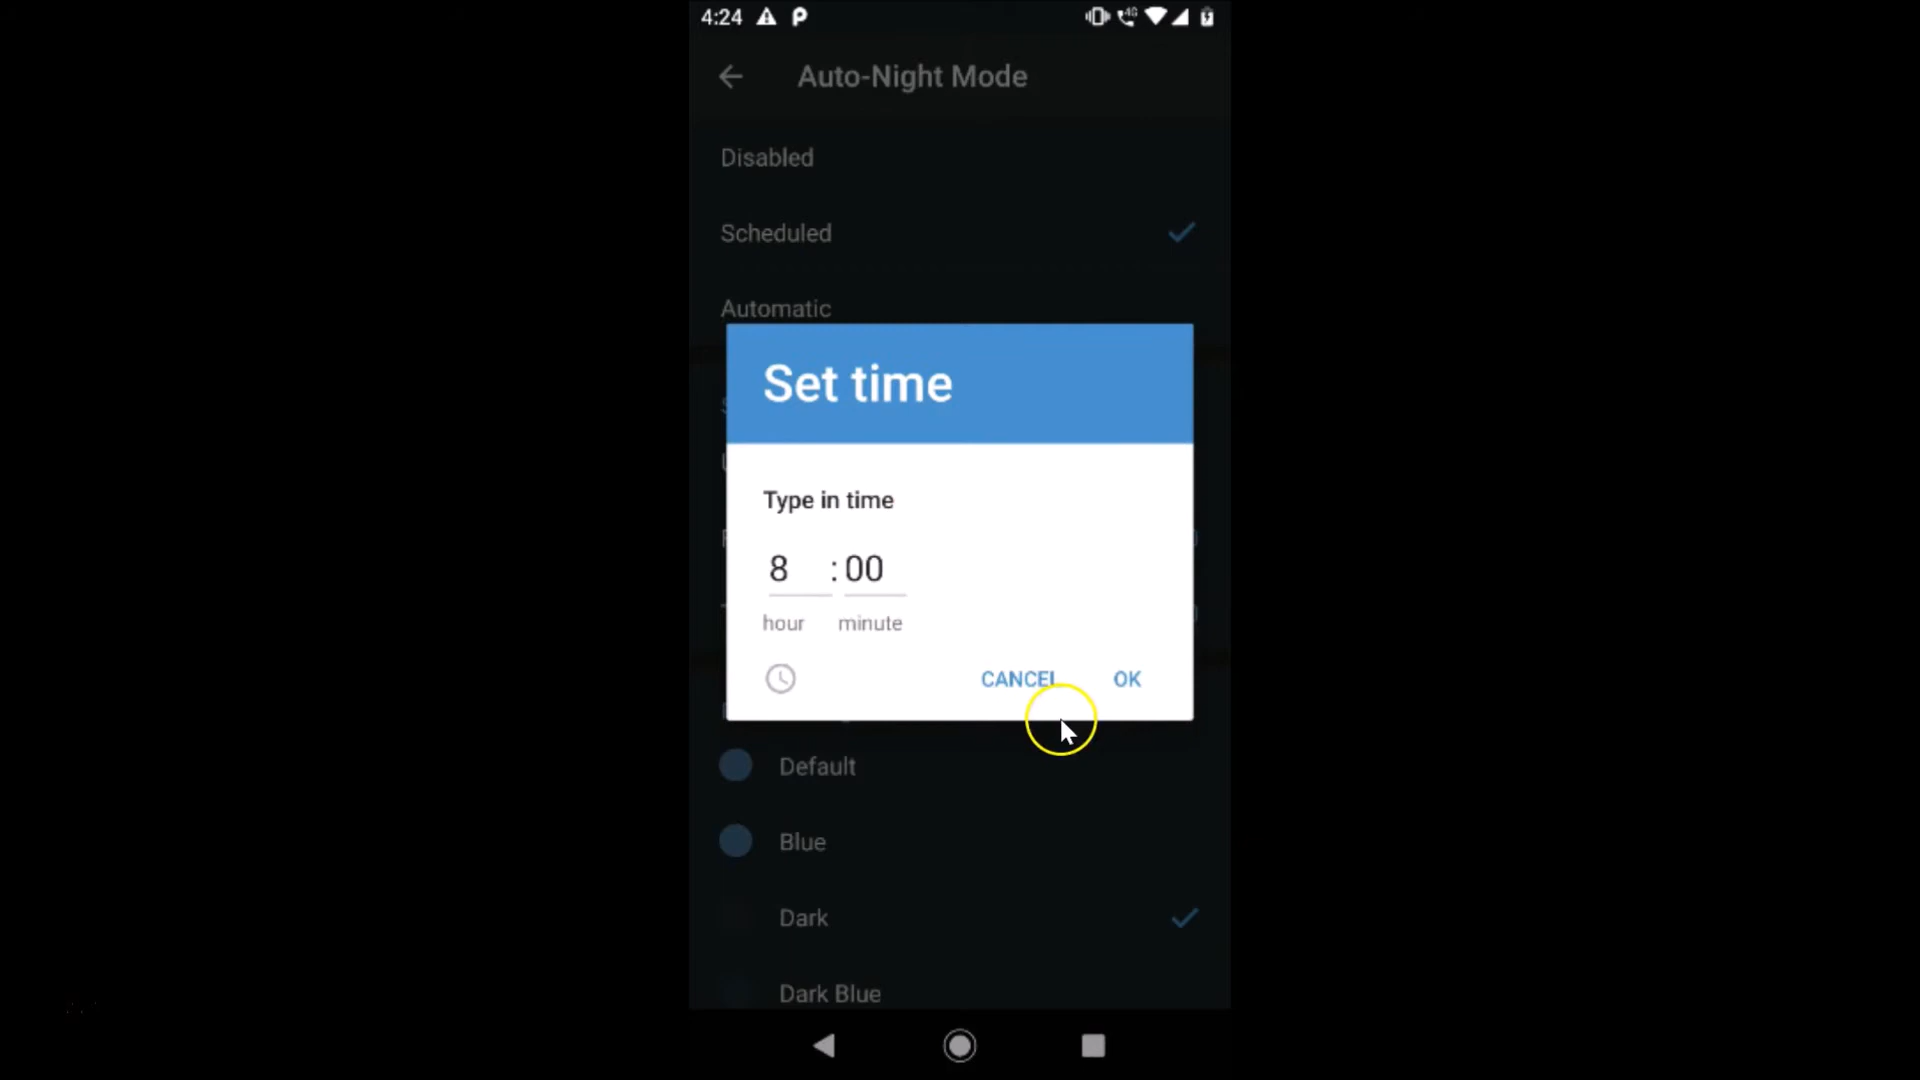 4:24
4G
Auto-Night Mode
Disabled
Scheduled
Automatic
Set time
Type in time
8 : 00
hour minute
CANCEL OK
Default
Blue
Dark
Dark Blue